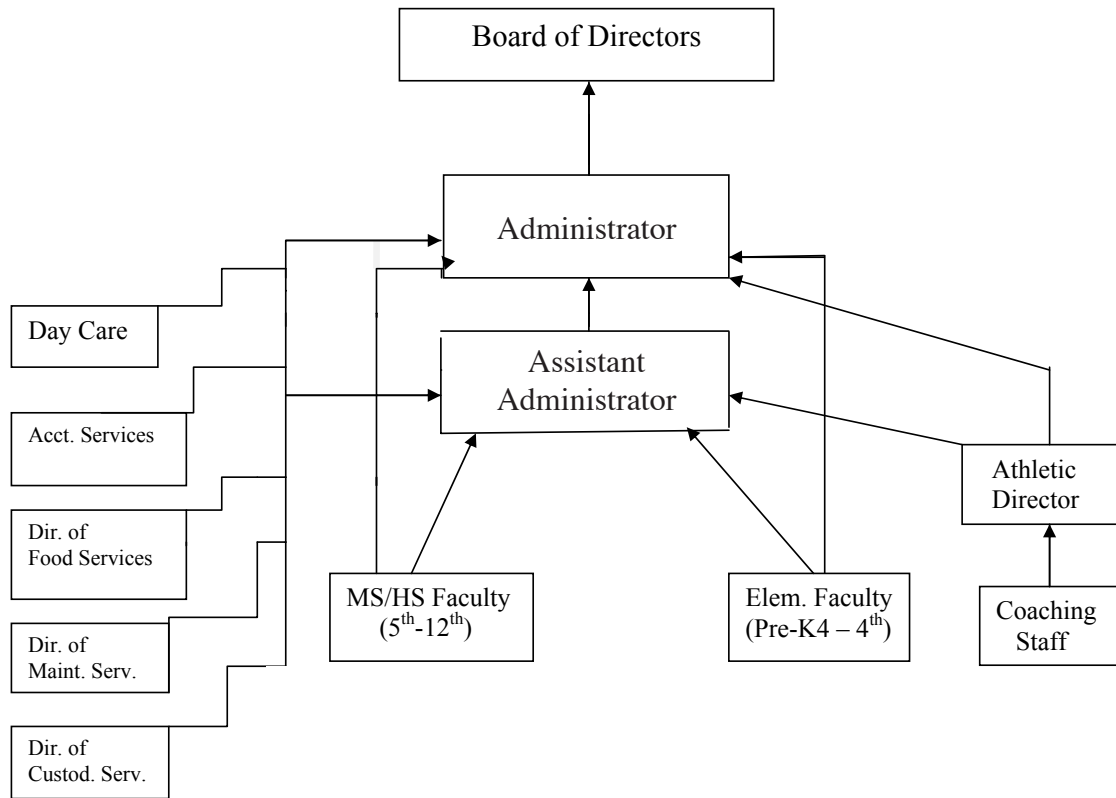 Board of Directors
Administrator
Day Care
Assistant
Administrator
Acct. Services
Athletic
Director
Dir. of
Food Services
MS/HS Faculty
(5th-12th)
Elem. Faculty
(Pre-K4 – 4th)
Coaching
Staff
Dir. of
Maint. Serv.
Dir. of
Custod. Serv.